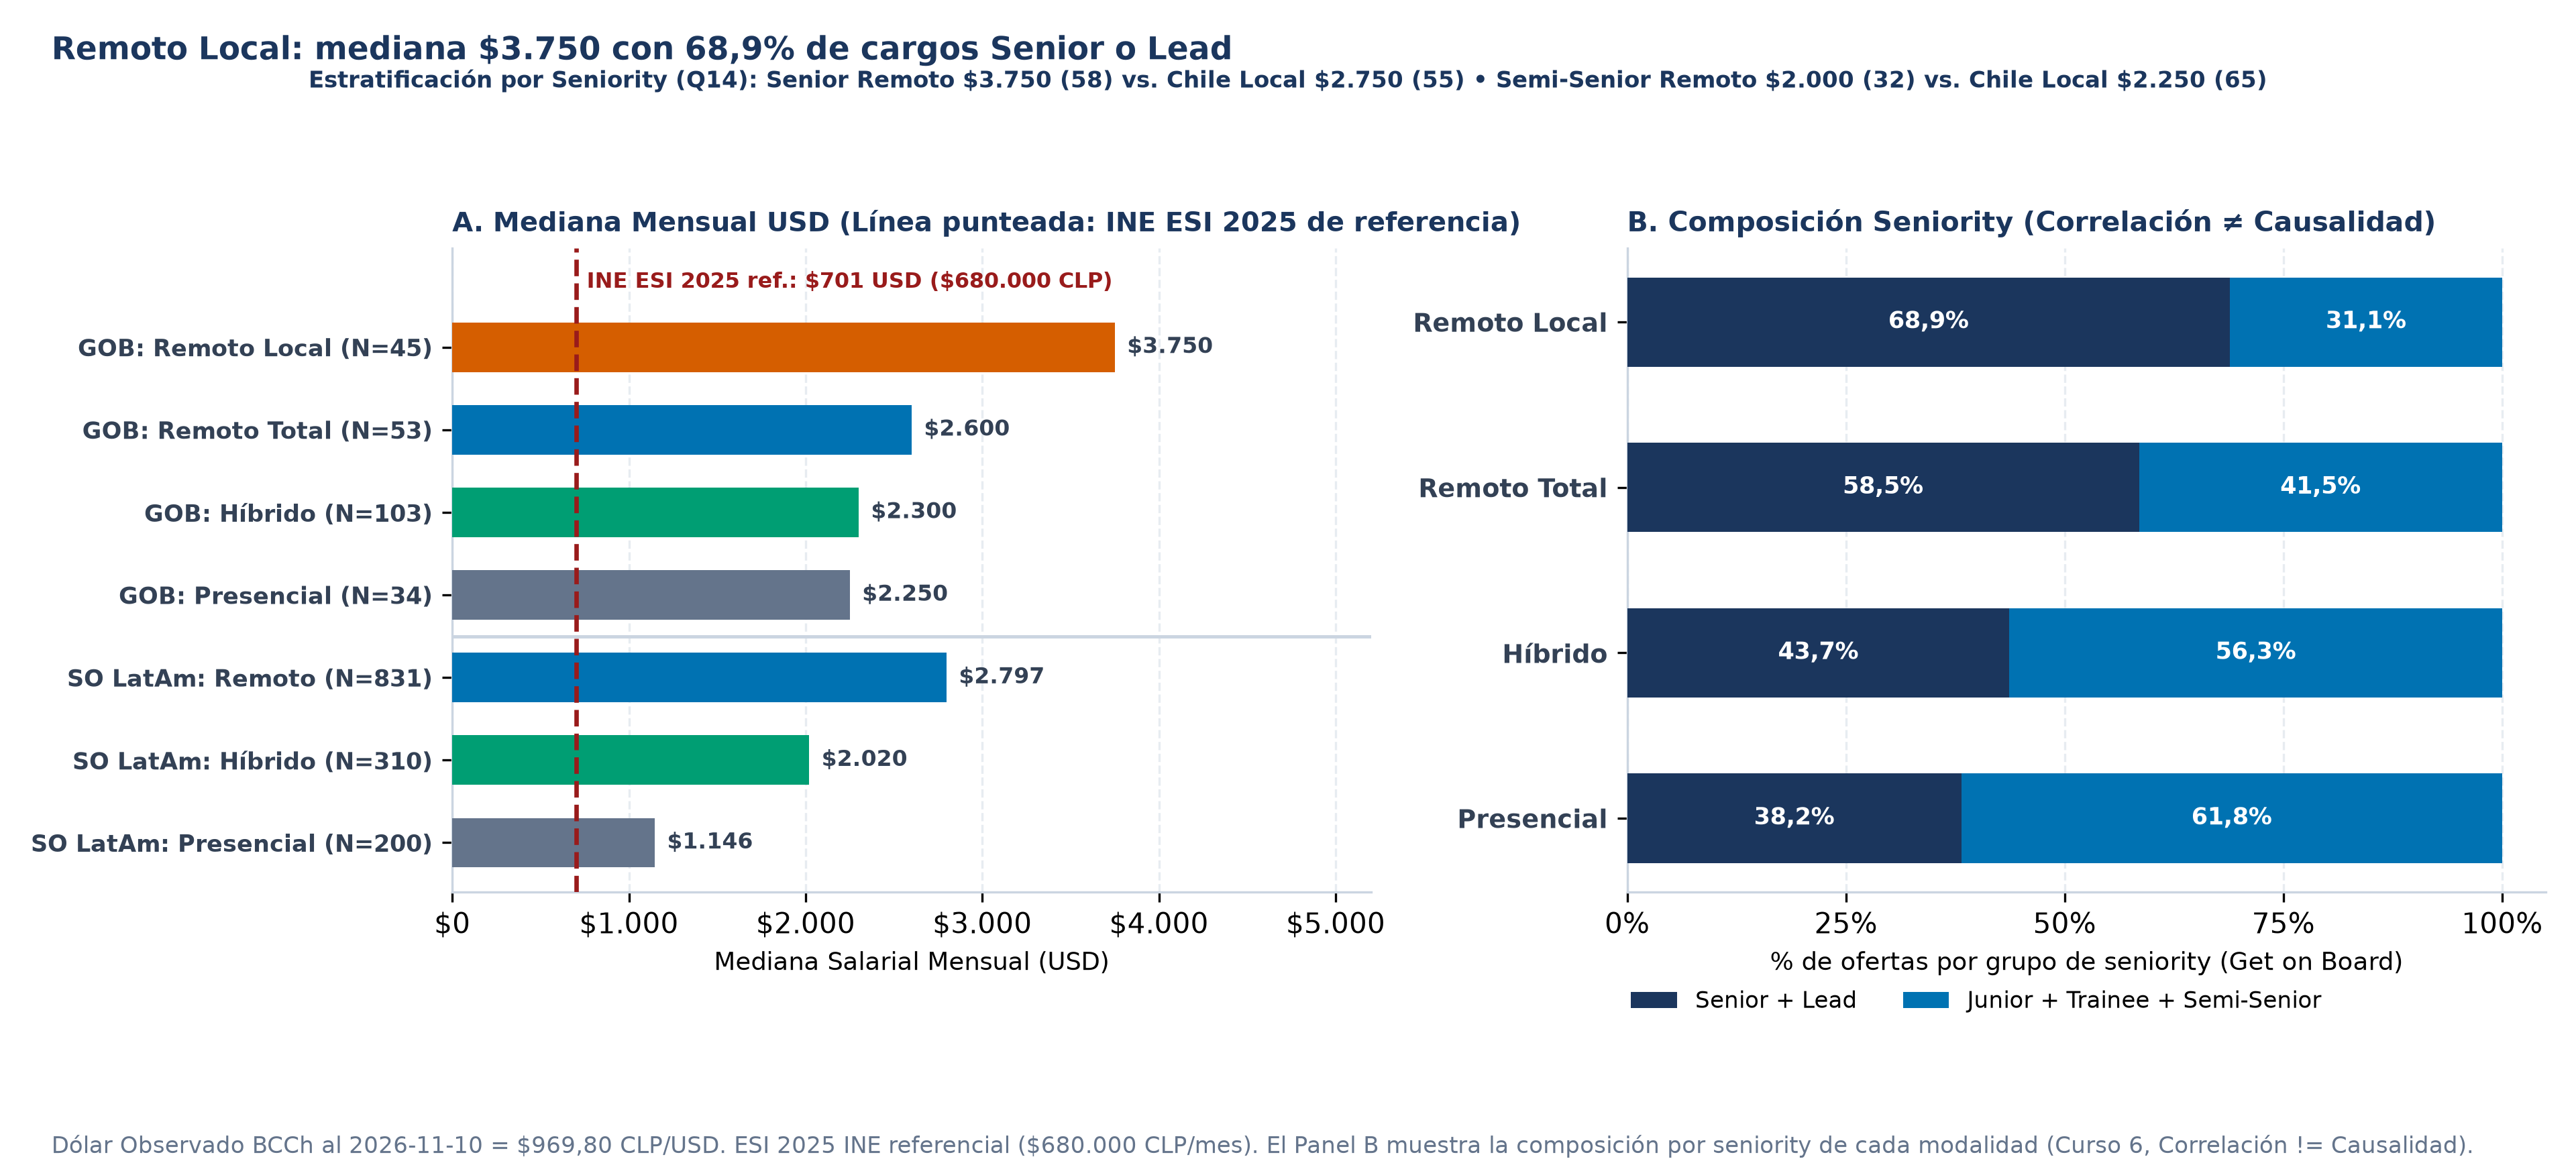 Remoto Local: mediana $3.750 con 68,9% de cargos Senior o Lead
Estratificación por Seniority (Q14): Senior Remoto $3.750 (58) vs. Chile Local $2.750 (55) • Semi-Senior Remoto $2.000 (32) vs. Chile Local $2.250 (65)
A. Mediana Mensual USD (Línea punteada: INE ESI 2025 de referencia)
INE ESI 2025 ref.: $701 USD ($680.000 CLP)
GOB: Remoto Local (N=45)
$3.750
GOB: Remoto Total (N=53)
$2.600
GOB: Híbrido (N=103)
$2.300
GOB: Presencial (N=34)
$2.250
SO LatAm: Remoto (N=831)
$2.797
SO LatAm: Híbrido (N=310)
$2.020
SO LatAm: Presencial (N=200)
$1.146
$0 $1.000 $2.000 $3.000 $4.000 $5.000
Mediana Salarial Mensual (USD)
B. Composición Seniority (Correlación ≠ Causalidad)
Remoto Local 68,9% 31,1%
Remoto Total 58,5% 41,5%
Híbrido 43,7% 56,3%
Presencial 38,2% 61,8%
0% 25% 50% 75% 100%
% de ofertas por grupo de seniority (Get on Board)
Senior + Lead Junior + Trainee + Semi-Senior
Dólar Observado BCCh al 2026-11-10 = $969,80 CLP/USD. ESI 2025 INE referencial ($680.000 CLP/mes). El Panel B muestra la composición por seniority de cada modalidad (Curso 6, Correlación != Causalidad).